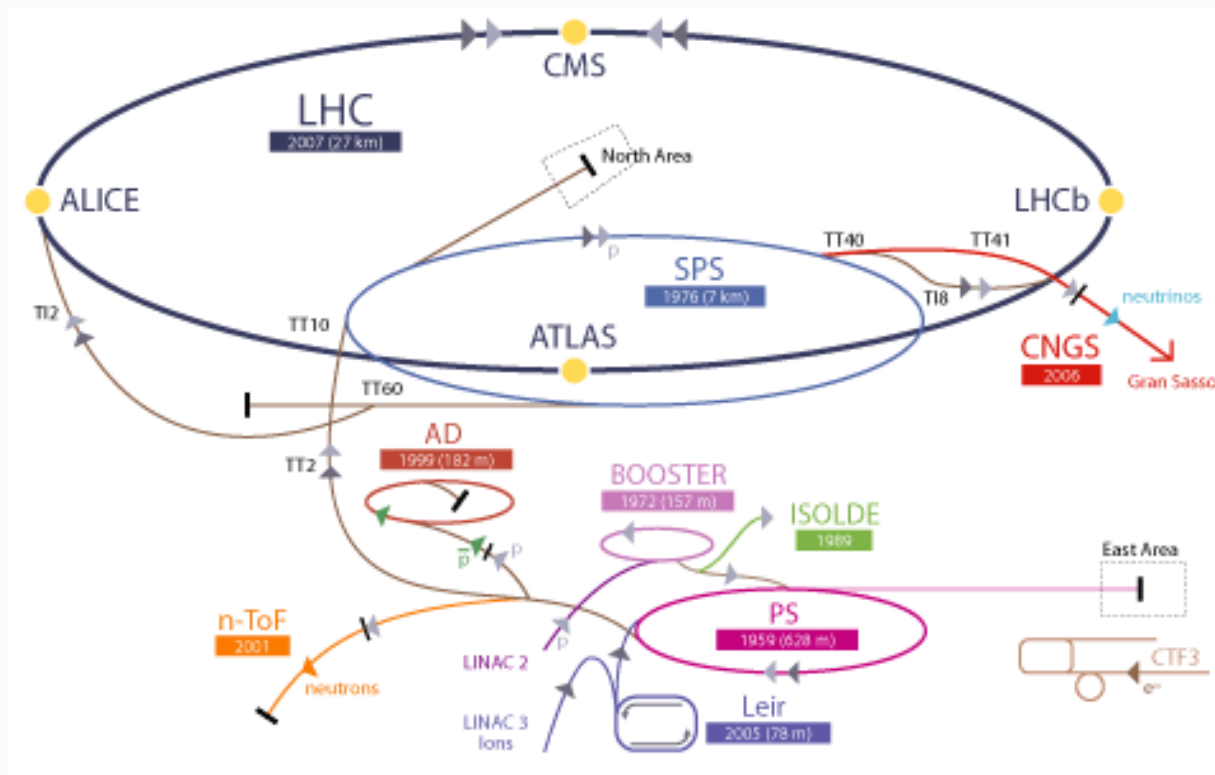 CMS
LHC
2007 (27 km)
North Area
ALICE
LHCb
p
TT40
TT41
SPS
1976 (7 km)
TI2
TT10
TI8
neutrinos
ATLAS
CNGS
2006
Gran Sasso
TT60
AD
1999 (182 m)
TT2
BOOSTER
1972 (157 m)
ISOLDE
1989
p̅
p
East Area
n-ToF
2001
PS
1959 (628 m)
p
LINAC 2
neutrons
CTF3
e⁻
LINAC 3
Ions
Leir
2005 (78 m)